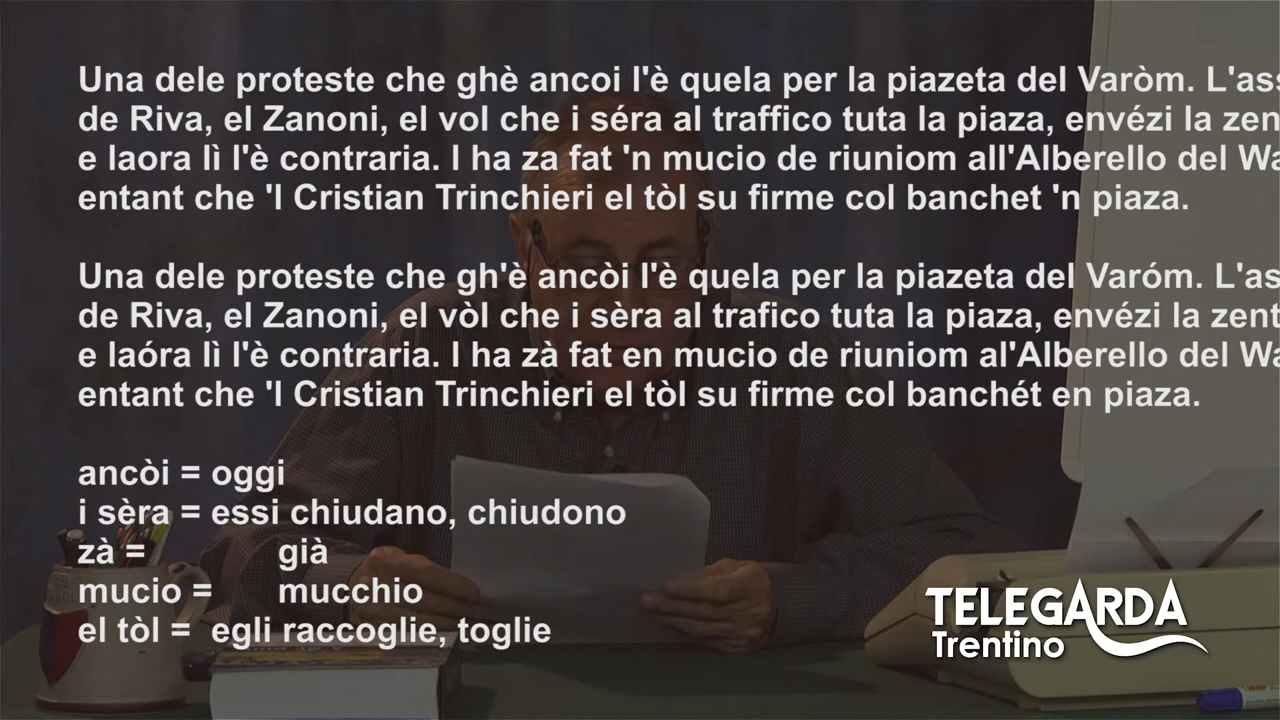 Una dele proteste che ghè ancoi l'è quela per la piazeta del Varòm.
de Riva, el Zanoni, el vol che i séra al traffico tuta la piaza, envézi la
e laora lì l'è contraria. I ha za fat 'n mucio de riuniom all'Alberello del
entant che 'l Cristian Trinchieri el tòl su firme col banchet 'n piaza.
Una dele proteste che gh'è ancòi l'è quela per la piazeta del Varóm.
de Riva, el Zanoni, el vòl che i sèra al trafico tuta la piaza, envézi la zent
e laóra lì l'è contraria. I ha zà fat en mucio de riuniom al'Alberello del
entant che 'l Cristian Trinchieri el tòl su firme col banchét en piaza.
ancòi = oggi
i sèra = essi chiudano, chiudono
zà = già
mucio = mucchio
el tòl = egli raccoglie, toglie
TELEGARDA
Trentino